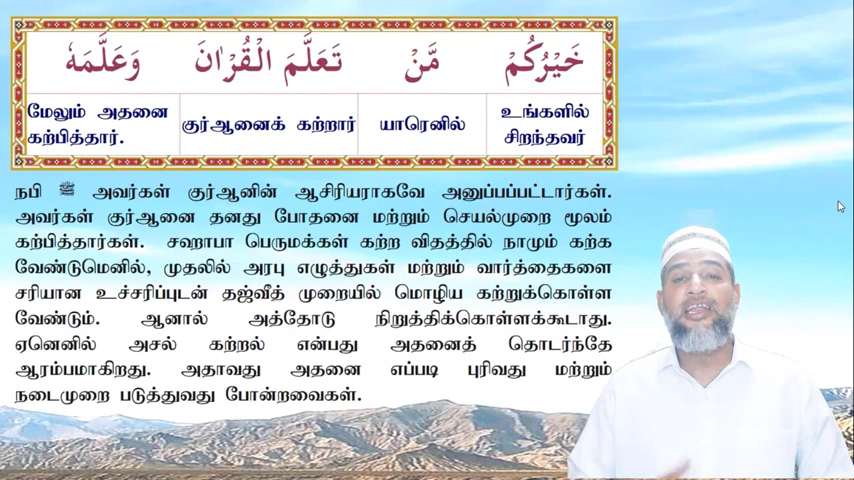 خَيْرُكُمْ مَّنْ تَعَلَّمَ الْقُرْاٰنَ وَعَلَّمَهٗ
உங்களில் சிறந்தவர்
யாரெனில்
குர்ஆனைக் கற்றார்
மேலும் அதனை கற்பித்தார்.
நபி ﷺ அவர்கள் குர்ஆனின் ஆசிரியராகவே அனுப்பப்பட்டார்கள்.
அவர்கள் குர்ஆனை தனது போதனை மற்றும் செயல்முறை மூலம்
கற்பித்தார்கள். ஸஹாபா பெருமக்கள் கற்ற விதத்தில் நாமும் கற்க
வேண்டுமெனில், முதலில் அரபு எழுத்துகள் மற்றும் வார்த்தைகளை
சரியான உச்சரிப்புடன் தஜ்வீத் முறையில் மொழிய கற்றுக்கொள்ள
வேண்டும். ஆனால் அத்தோடு நிறுத்திக்கொள்ளக்கூடாது.
ஏனெனில் அசல் கற்றல் என்பது அதனைத் தொடர்ந்தே
ஆரம்பமாகிறது. அதாவது அதனை எப்படி புரிவது மற்றும்
நடைமுறை படுத்துவது போன்றவைகள்.